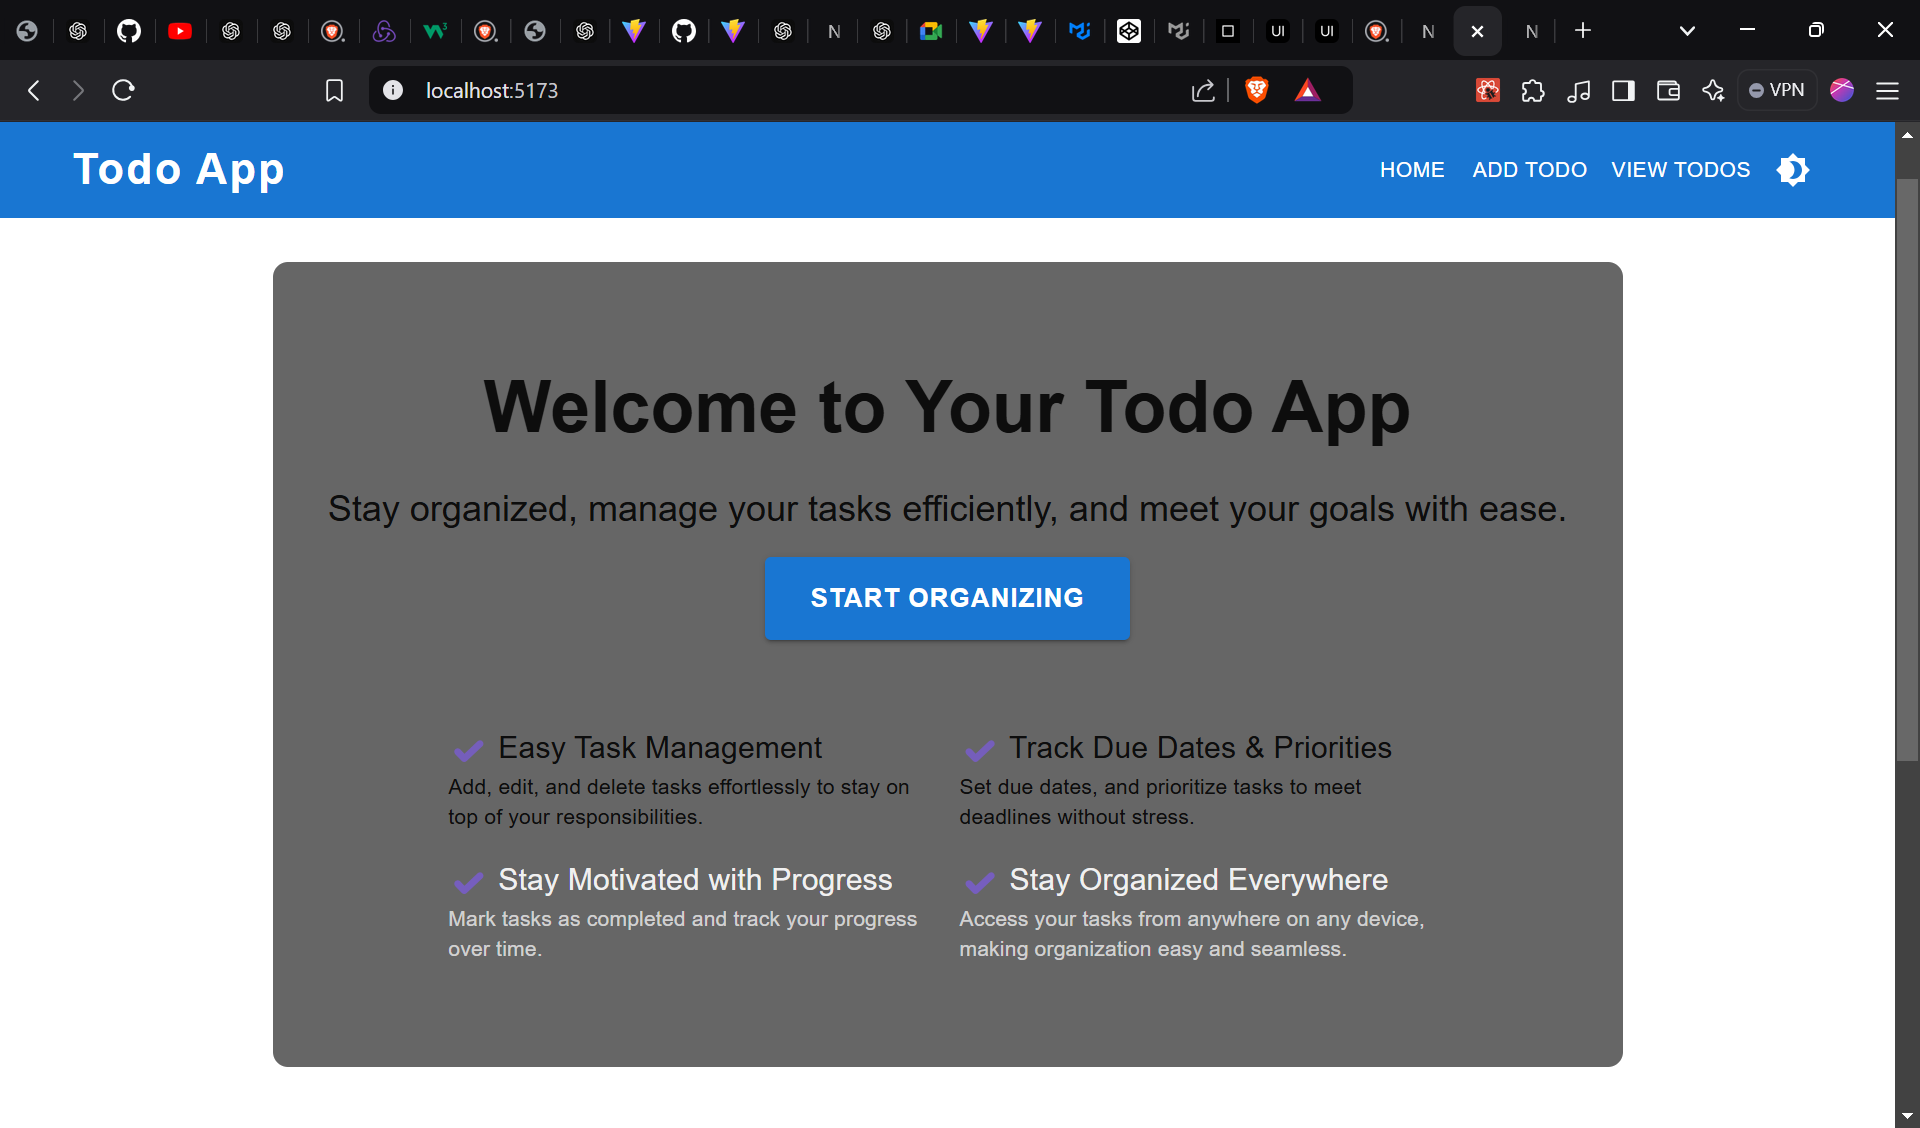 N
UI
UI
N
N
localhost:5173
VPN
Todo App
HOME
ADD TODO
VIEW TODOS
Welcome to Your Todo App
Stay organized, manage your tasks efficiently, and meet your goals with ease.
START ORGANIZING
Easy Task Management
Add, edit, and delete tasks effortlessly to stay on
top of your responsibilities.
Track Due Dates & Priorities
Set due dates, and prioritize tasks to meet
deadlines without stress.
Stay Motivated with Progress
Mark tasks as completed and track your progress
over time.
Stay Organized Everywhere
Access your tasks from anywhere on any device,
making organization easy and seamless.